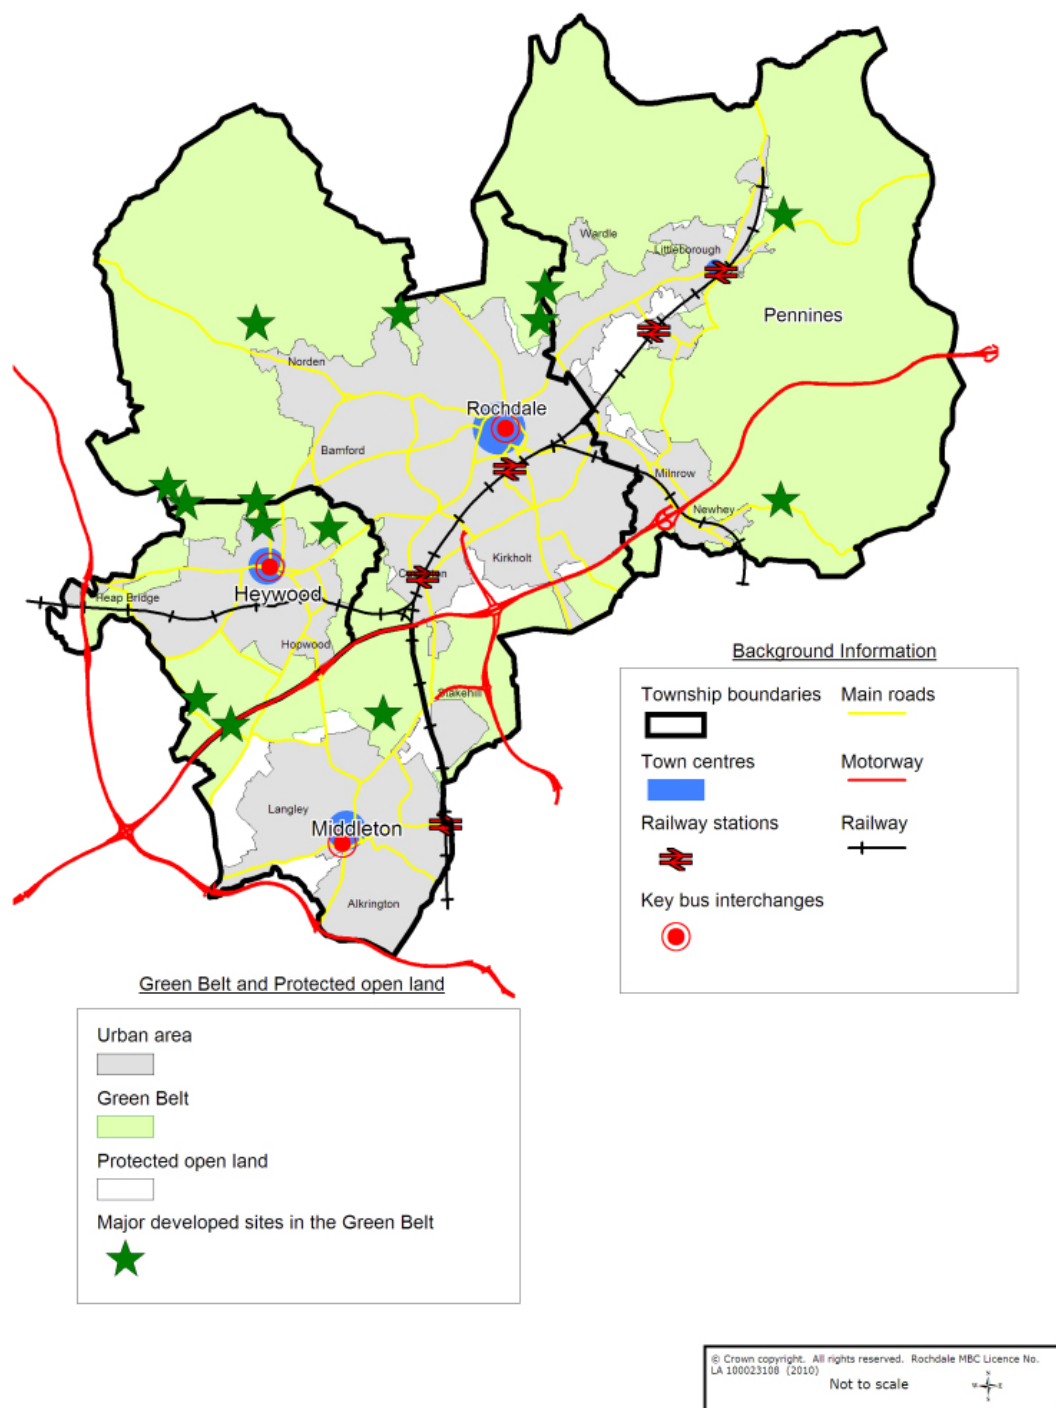 Wardle
Littleborough
Pennines
Norden
Rochdale
Bamford
Milnrow
Newhey
Kirkholt
Heywood
Heap Bridge
Hopwood
Stakehill
Langley
Middleton
Alkrington
Background Information
Township boundaries
Main roads
Town centres
Motorway
Railway stations
Railway
Key bus interchanges
Green Belt and Protected open land
Urban area
Green Belt
Protected open land
Major developed sites in the Green Belt
© Crown copyright. All rights reserved. Rochdale MBC Licence No.
LA 100023108 (2010)
Not to scale
N
W E
S